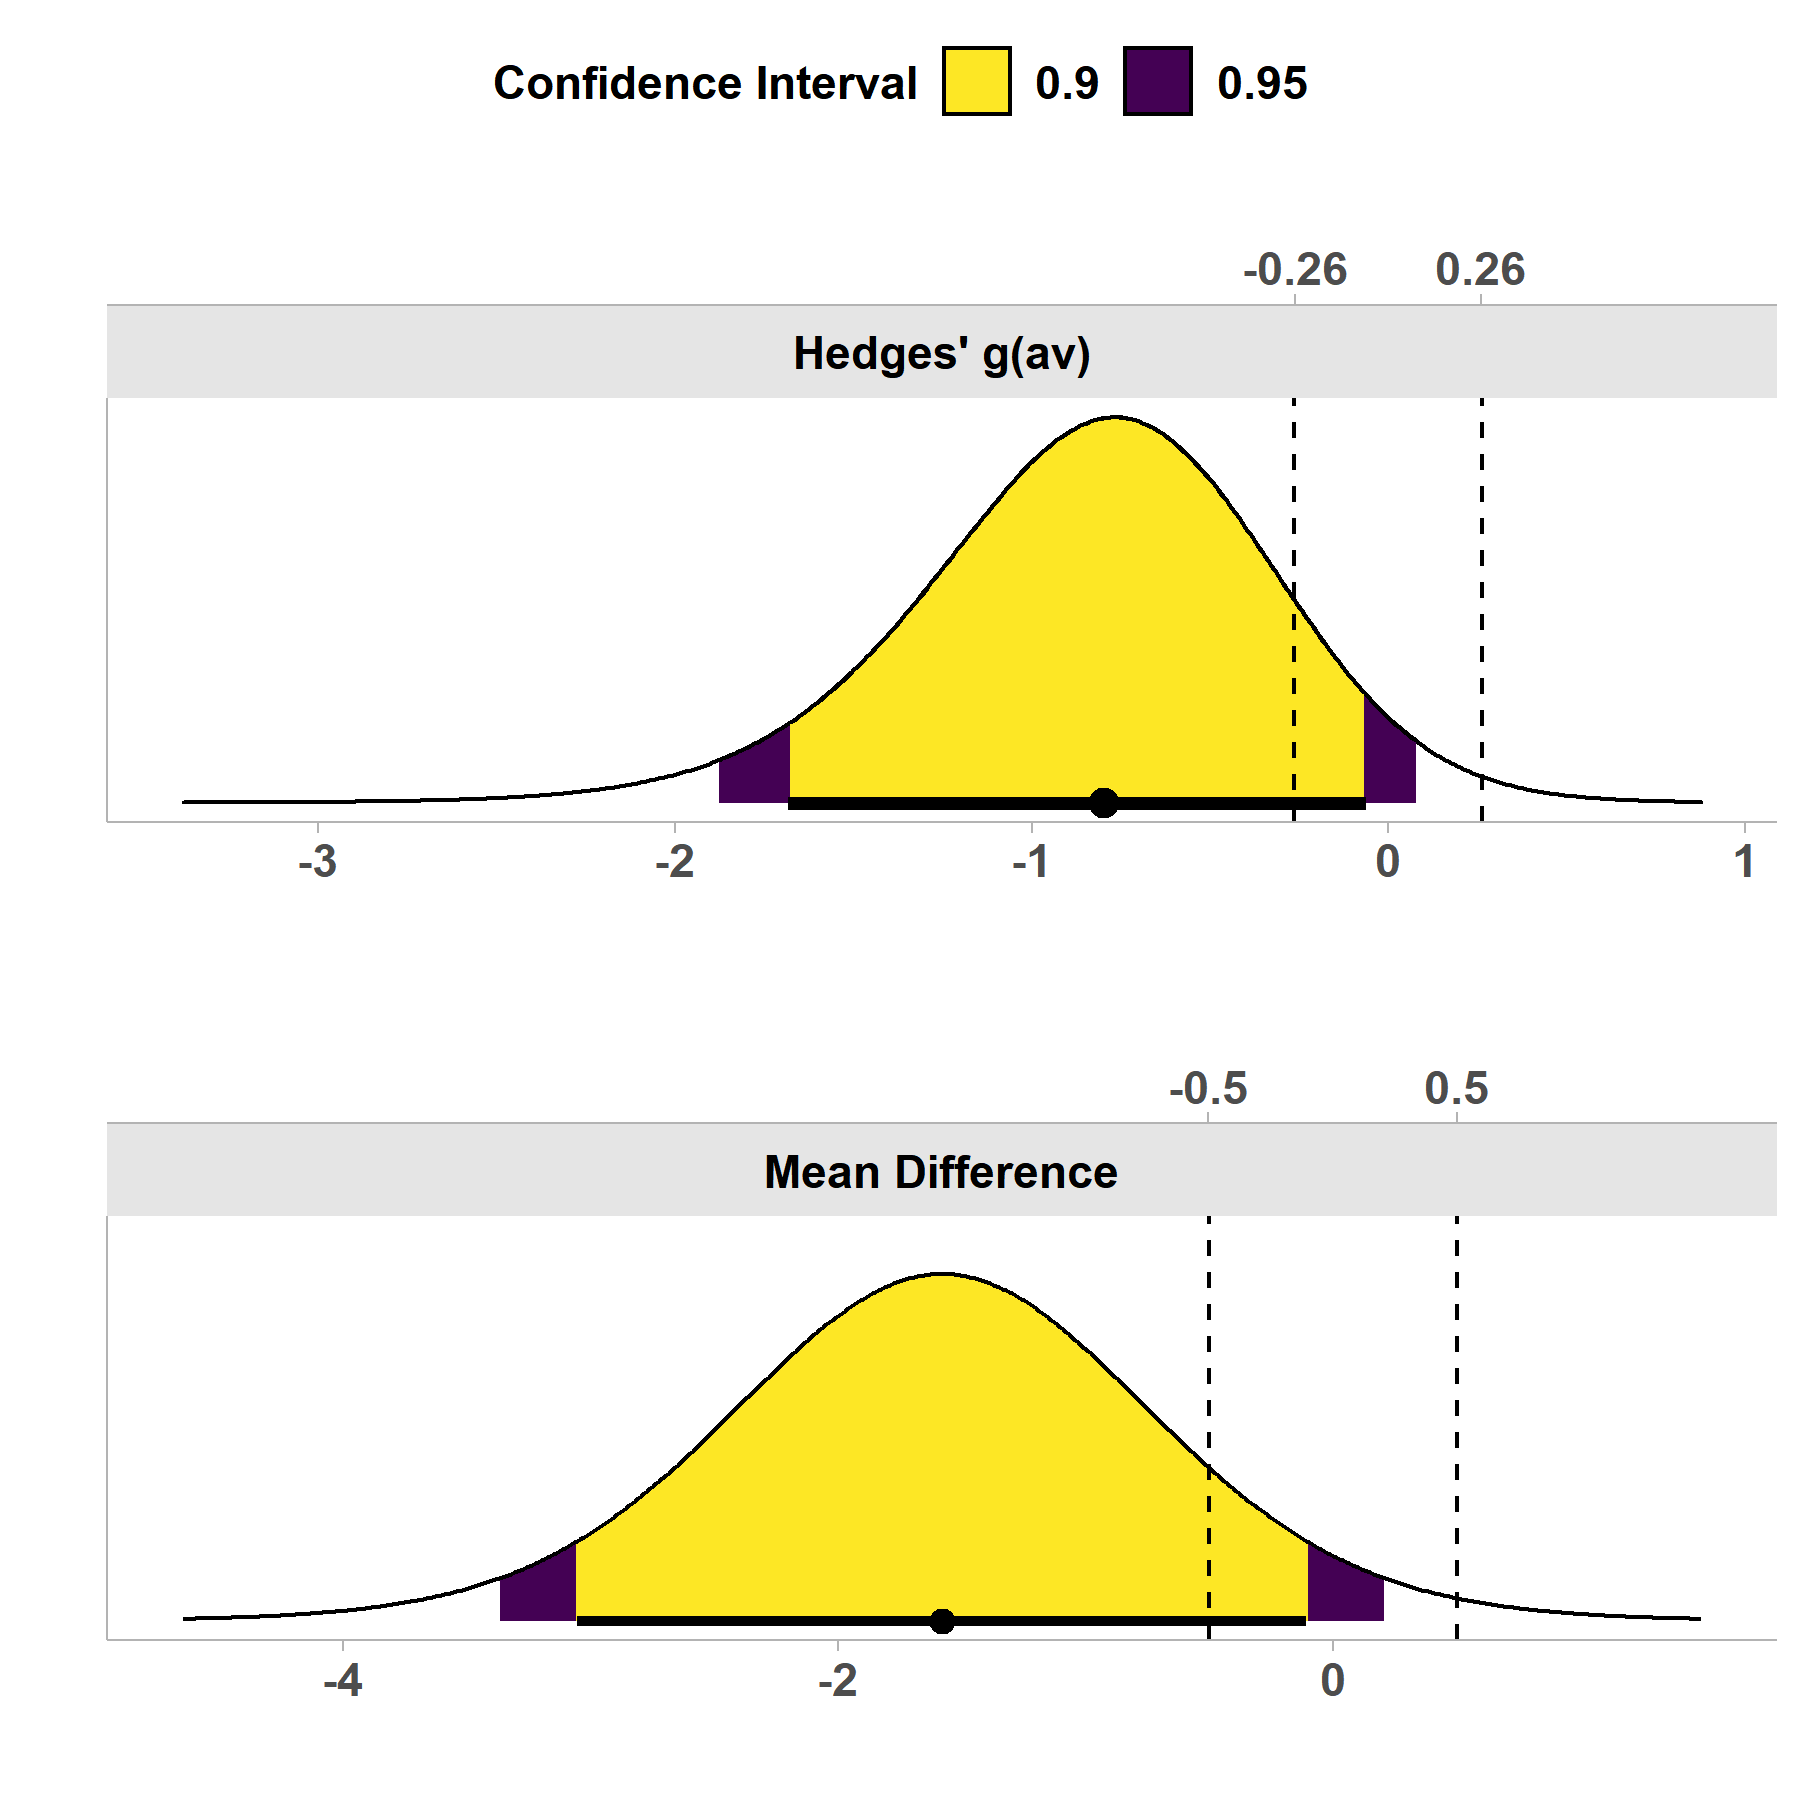 Confidence Interval 0.9 0.95
-0.26 0.26
Hedges' g(av)
-3 -2 -1 0 1
-0.5 0.5
Mean Difference
-4 -2 0